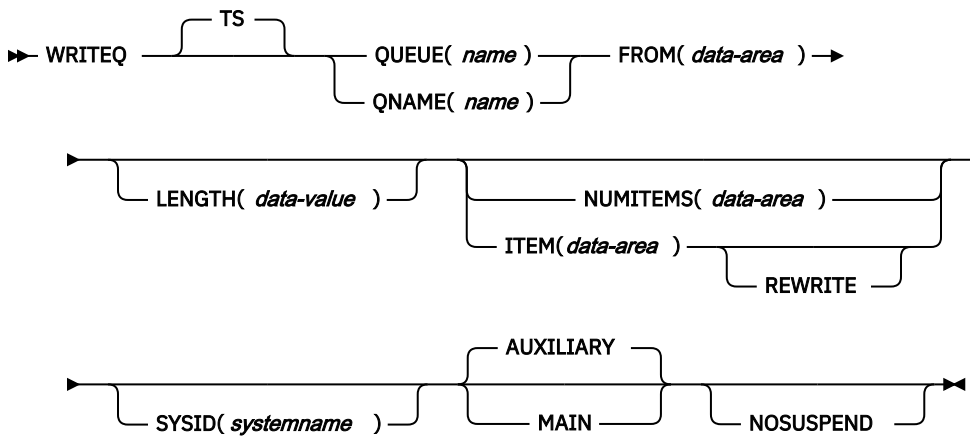 TS
WRITEQ QUEUE( name ) FROM( data-area )
QNAME( name )
LENGTH( data-value ) NUMITEMS( data-area )
ITEM( data-area )
REWRITE
AUXILIARY
SYSID( systemname ) MAIN NOSUSPEND